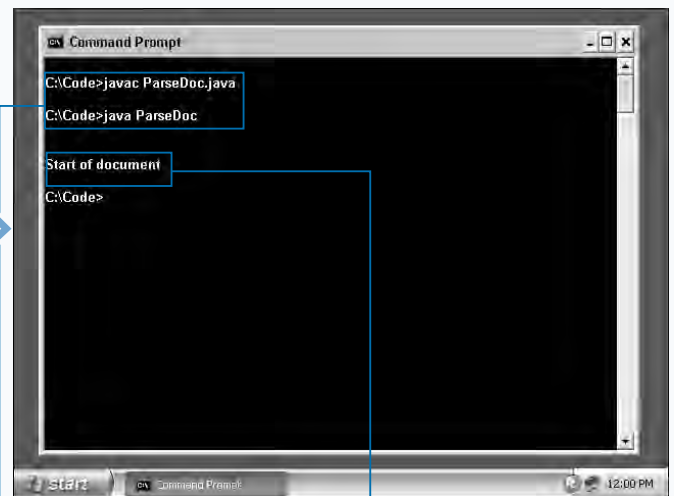 Command Prompt
C:\Code>javac ParseDoc.java
C:\Code>java ParseDoc
Start of document
C:\Code>
start
Command Prompt
12:00 PM